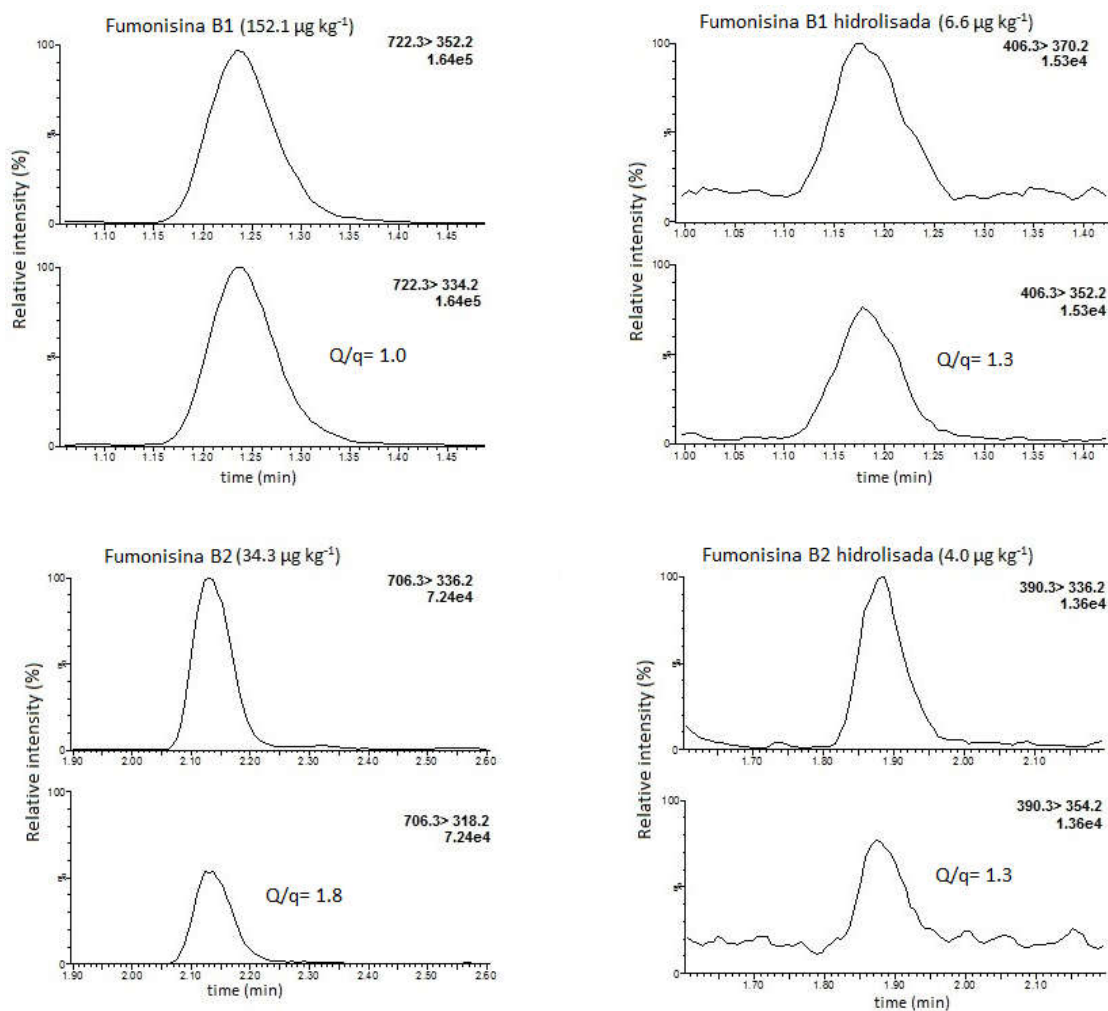 Fumonisina B1 (152.1 µg kg⁻¹)
722.3> 352.2
1.64e5
100
%
0
1.10 1.15 1.20 1.25 1.30 1.35 1.40 1.45
722.3> 334.2
1.64e5
100
%
0
Q/q= 1.0
1.10 1.15 1.20 1.25 1.30 1.35 1.40 1.45
Relative intensity (%)
time (min)
Fumonisina B1 hidrolisada (6.6 µg kg⁻¹)
406.3> 370.2
1.53e4
100
%
0
1.00 1.05 1.10 1.15 1.20 1.25 1.30 1.35 1.40
406.3> 352.2
1.53e4
100
%
0
Q/q= 1.3
1.00 1.05 1.10 1.15 1.20 1.25 1.30 1.35 1.40
Relative intensity (%)
time (min)
Fumonisina B2 (34.3 µg kg⁻¹)
706.3> 336.2
7.24e4
100
%
0
1.90 2.00 2.10 2.20 2.30 2.40 2.50 2.60
706.3> 318.2
7.24e4
100
%
0
Q/q= 1.8
1.90 2.00 2.10 2.20 2.30 2.40 2.50 2.60
Relative intensity (%)
time (min)
Fumonisina B2 hidrolisada (4.0 µg kg⁻¹)
390.3> 336.2
1.36e4
100
%
0
1.70 1.80 1.90 2.00 2.10
390.3> 354.2
1.36e4
100
%
0
Q/q= 1.3
1.70 1.80 1.90 2.00 2.10
Relative intensity (%)
time (min)